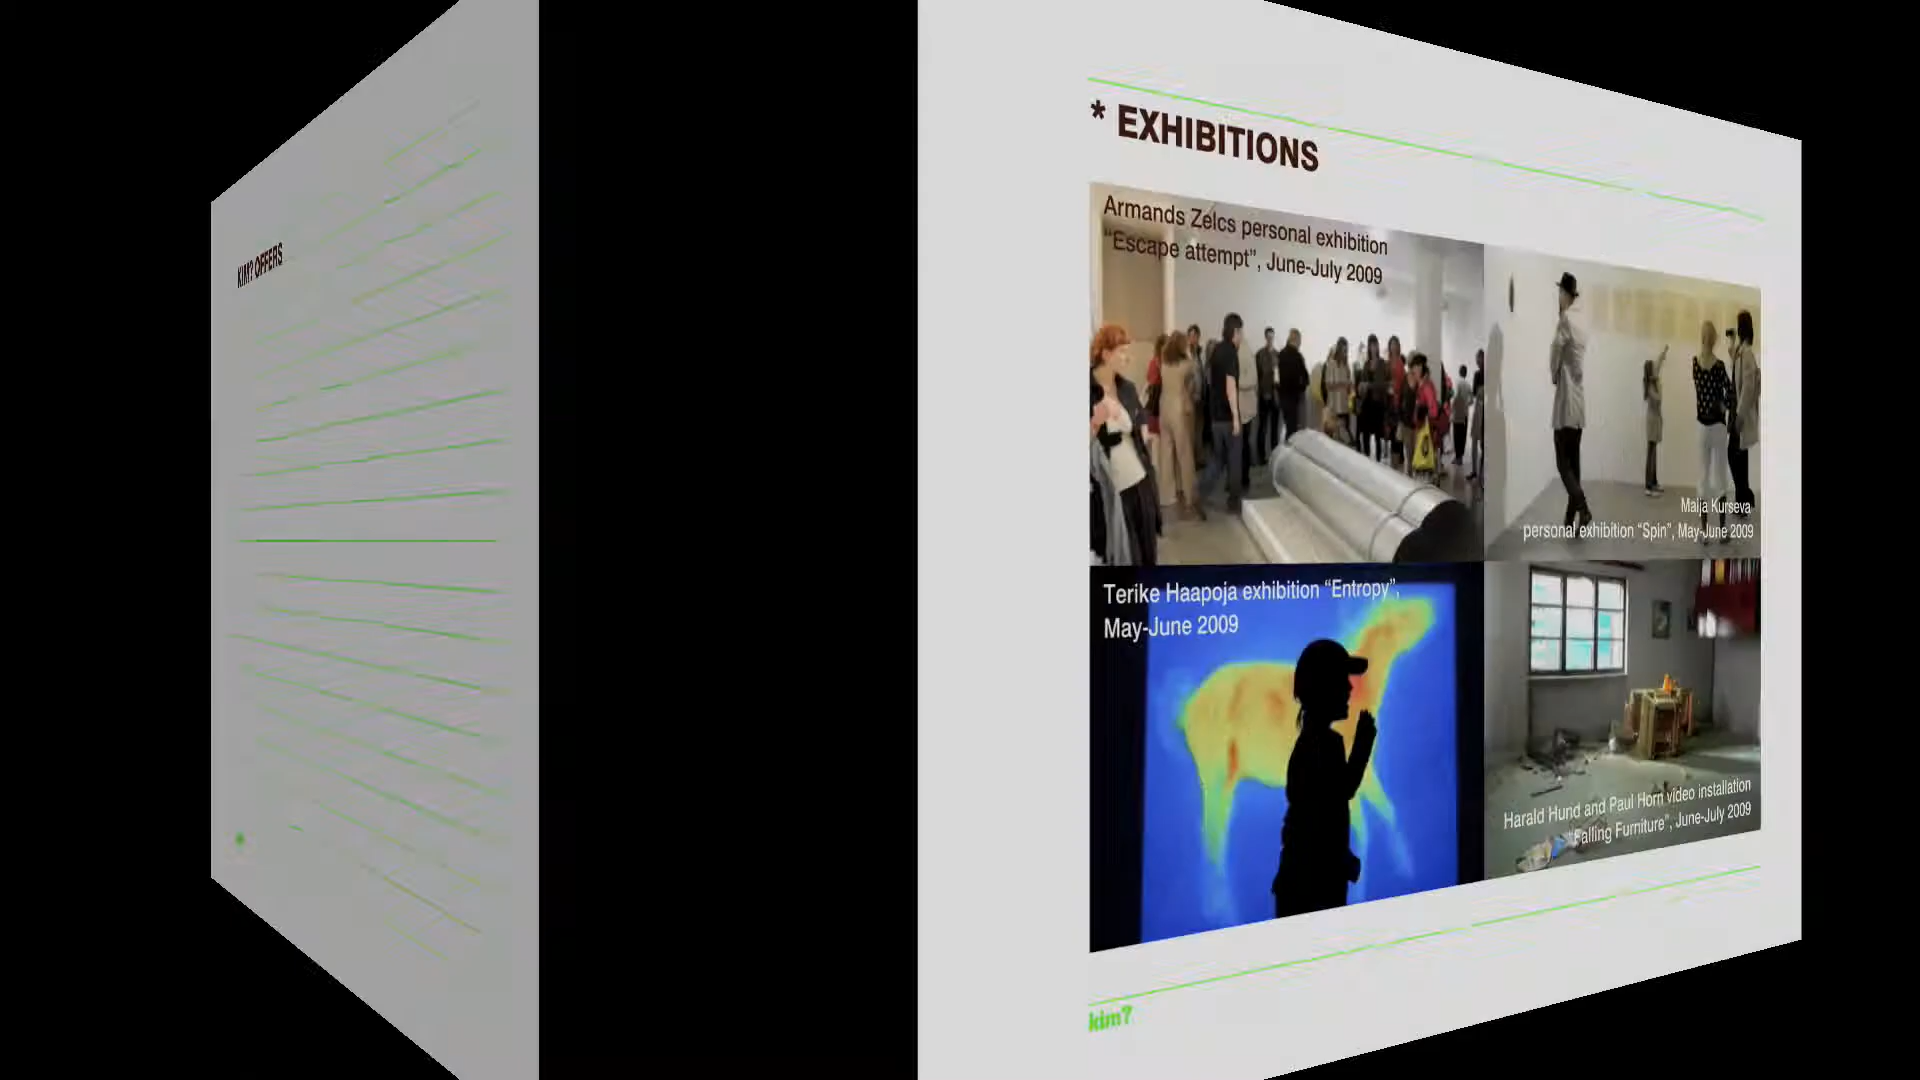 KIM? OFFERS
* EXHIBITIONS
Armands Zelcs personal exhibition
“Escape attempt”, June-July 2009
Maija Kurseva
personal exhibition “Spin”, May-June 2009
Terike Haapoja exhibition “Entropy”,
May-June 2009
Harald Hund and Paul Horn video installation
“Falling Furniture”, June-July 2009
kim?